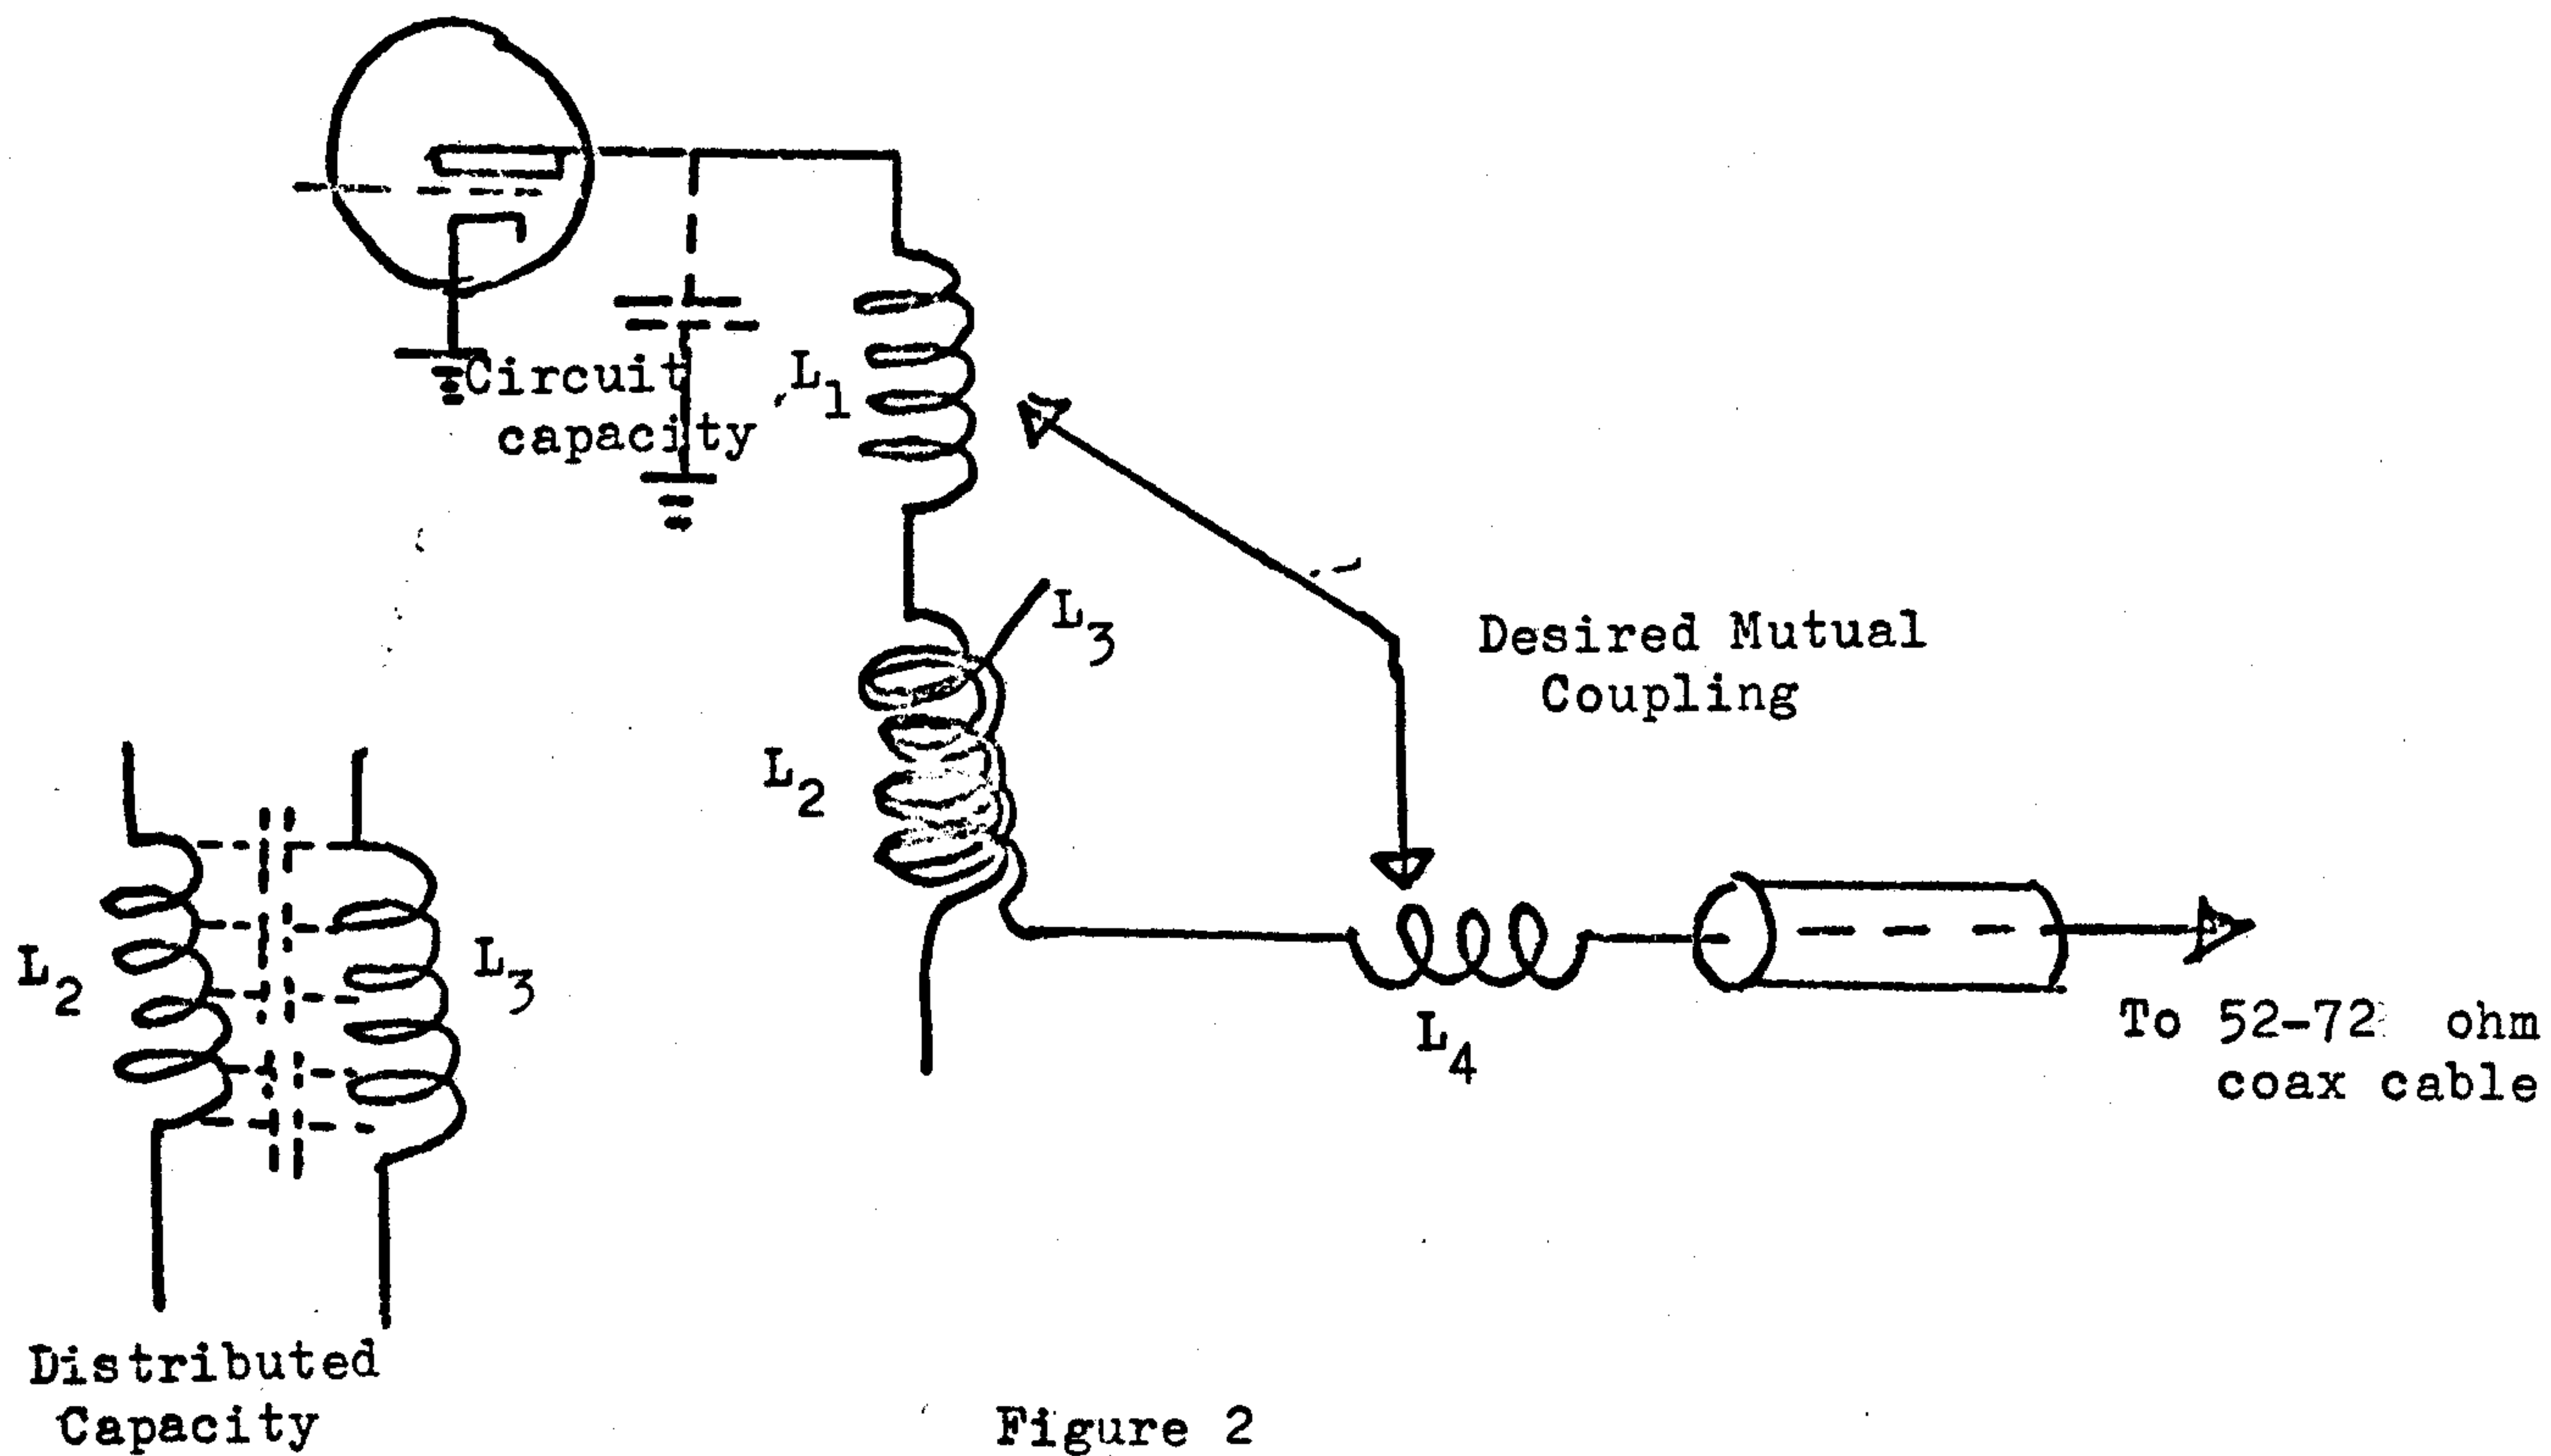 Circuit
capacity
L1
L3
Desired Mutual
Coupling
L2
L2
L3
L4
To 52-72 ohm
coax cable
Distributed
Capacity
Figure 2